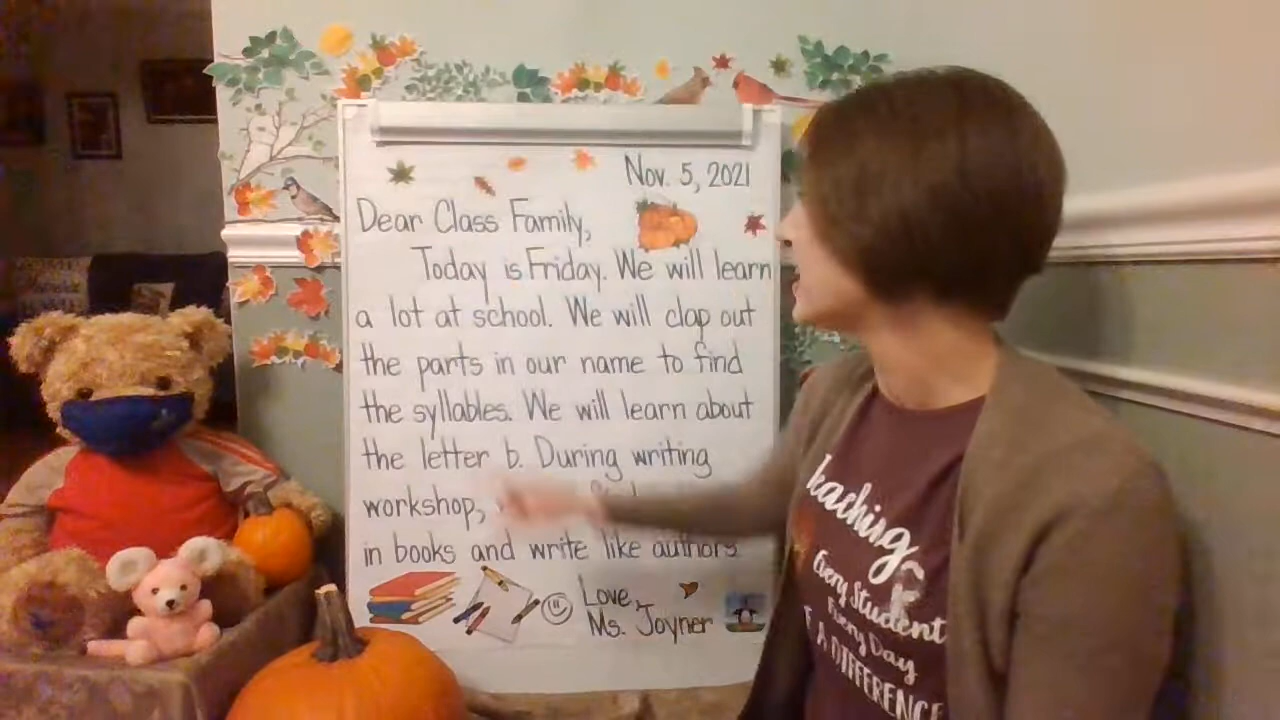 Nov. 5, 2021
Dear Class Family,
Today is Friday. We will learn
a lot at school. We will clap out
the parts in our name to find
the syllables. We will learn about
the letter b. During writing
workshop,
in books and write like authors
Love,
Ms. Joyner
Every Student
Every Day
A DIFFERENCE